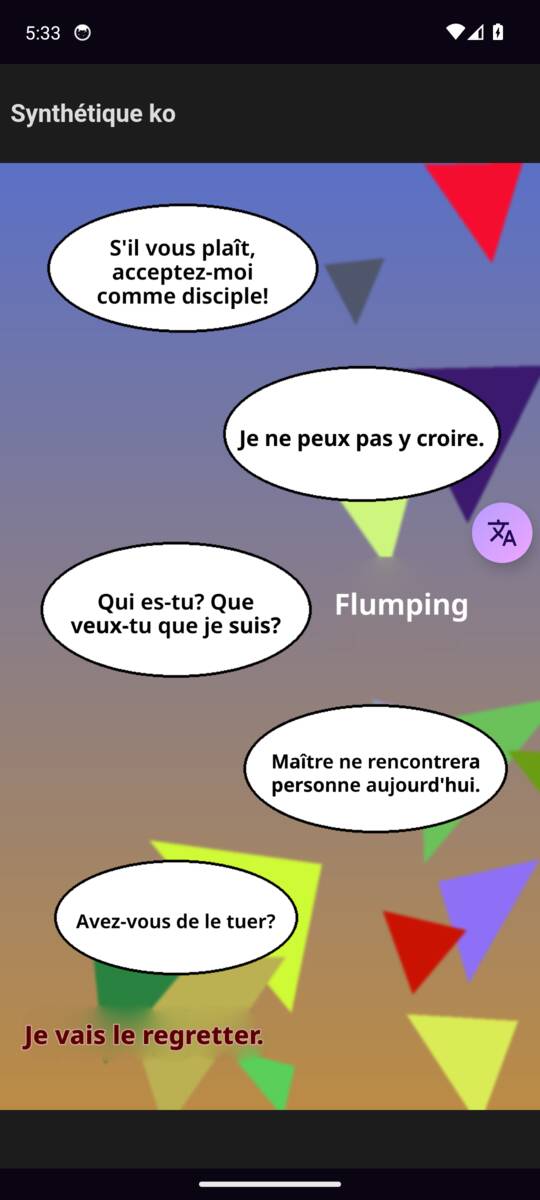 5:33
Synthétique ko
S'il vous plaît,
acceptez-moi
comme disciple!
Je ne peux pas y croire.
Qui es-tu? Que
veux-tu que je suis?
Flumping
Maître ne rencontrera
personne aujourd'hui.
Avez-vous de le tuer?
Je vais le regretter.